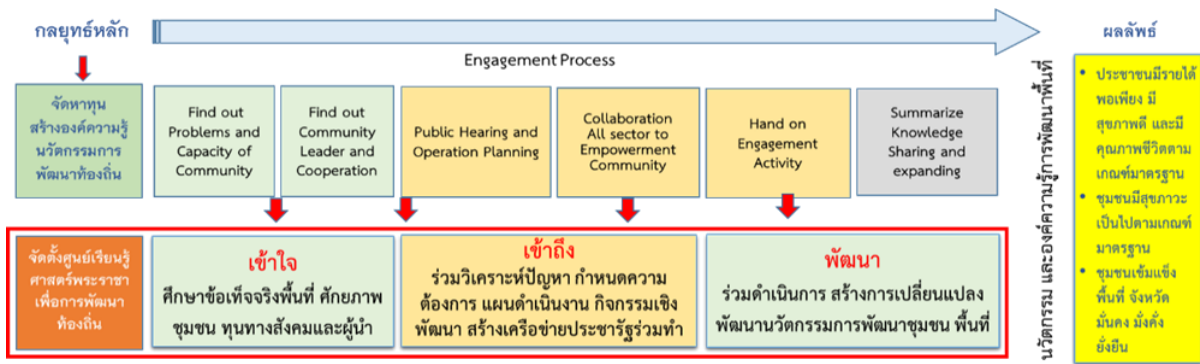 กลยุทธ์หลัก
Engagement Process
ผลลัพธ์
จัดหาทุน
สร้างองค์ความรู้
นวัตกรรมการ
พัฒนาท้องถิ่น
Find out
Problems and
Capacity of
Community
Find out
Community
Leader and
Cooperation
Public Hearing and
Operation Planning
Collaboration
All sector to
Empowerment
Community
Hand on
Engagement
Activity
Summarize
Knowledge
Sharing and
expanding
จัดตั้งศูนย์เรียนรู้
ศาสตร์พระราชา
เพื่อการพัฒนา
ท้องถิ่น
เข้าใจ
ศึกษาข้อเท็จจริงพื้นที่ ศักยภาพ
ชุมชน ทุนทางสังคมและผู้นำ
เข้าถึง
ร่วมวิเคราะห์ปัญหา กำหนดความ
ต้องการ แผนดำเนินงาน กิจกรรมเชิง
พัฒนา สร้างเครือข่ายประชารัฐร่วมทำ
พัฒนา
ร่วมดำเนินการ สร้างการเปลี่ยนแปลง
พัฒนานวัตกรรมการพัฒนาชุมชน พื้นที่
นวัตกรรม และองค์ความรู้การพัฒนาพื้นที่
• ประชาชนมีรายได้
พอเพียง มี
สุขภาพดี และมี
คุณภาพชีวิตตาม
เกณฑ์มาตรฐาน
• ชุมชนมีสุขภาวะ
เป็นไปตามเกณฑ์
มาตรฐาน
• ชุมชนเข้มแข็ง
พื้นที่ จังหวัด
มั่นคง มั่งคั่ง
ยั่งยืน